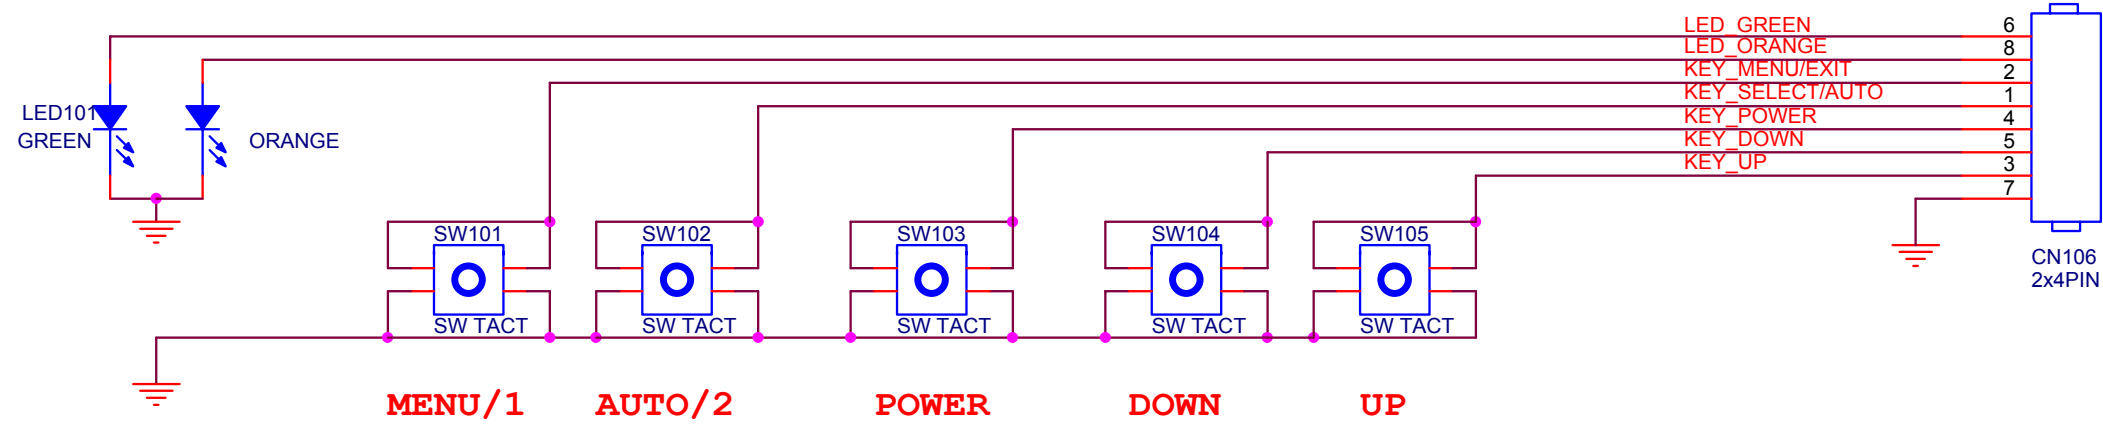 LED_GREEN 6
LED_ORANGE 8
KEY_MENU/EXIT 2
KEY_SELECT/AUTO 1
KEY_POWER 4
KEY_DOWN 5
KEY_UP 3
7
LED101
GREEN
ORANGE
SW101 SW102 SW103 SW104 SW105
CN106
2x4PIN
SW TACT SW TACT SW TACT SW TACT SW TACT
MENU/1 AUTO/2 POWER DOWN UP